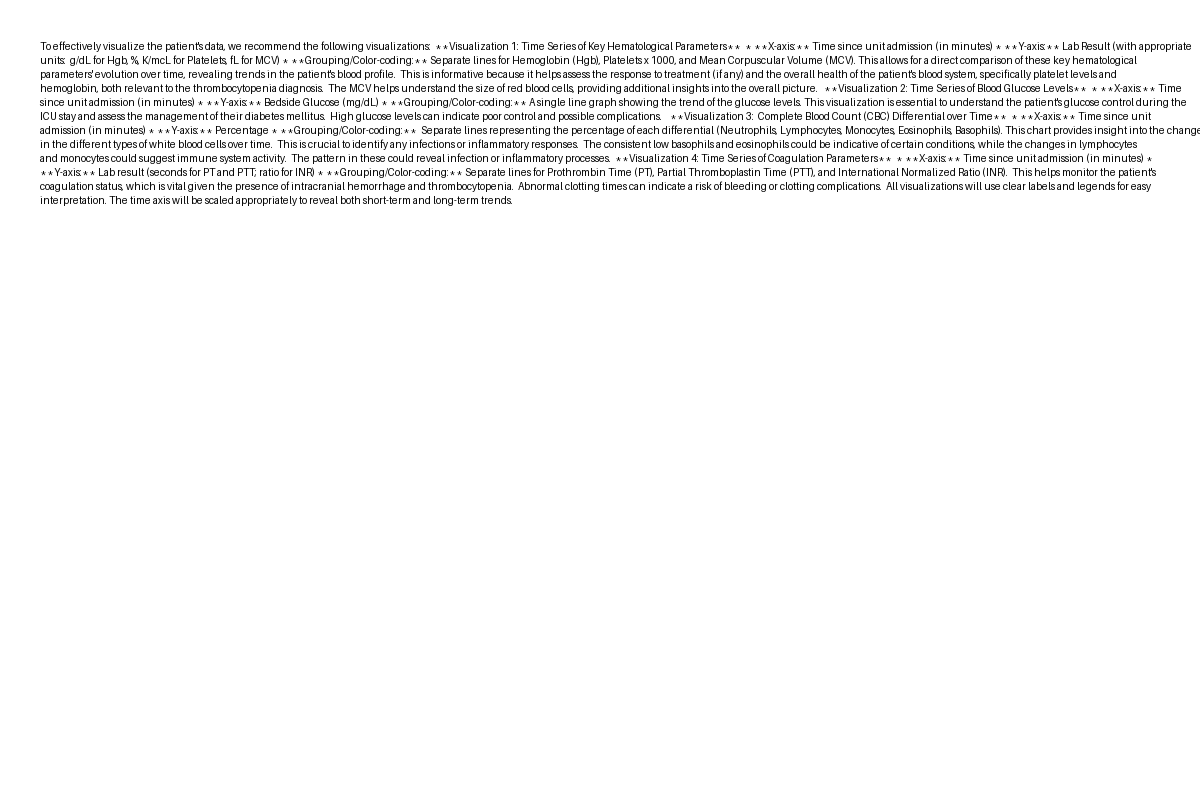 To effectively visualize the patient's data, we recommend the following visualizations:  **Visualization 1: Time Series of Key Hematological Parameters**  * **X-axis:** Time since unit admission (in minutes) * **Y-axis:** Lab Result (with appropriate
units:  g/dL for Hgb, %, K/mcL for Platelets, fL for MCV) * **Grouping/Color-coding:** Separate lines for Hemoglobin (Hgb), Platelets x 1000, and Mean Corpuscular Volume (MCV). This allows for a direct comparison of these key hematological
parameters' evolution over time, revealing trends in the patient's blood profile.  This is informative because it helps assess the response to treatment (if any) and the overall health of the patient's blood system, specifically platelet levels and
hemoglobin, both relevant to the thrombocytopenia diagnosis.  The MCV helps understand the size of red blood cells, providing additional insights into the overall picture.   **Visualization 2: Time Series of Blood Glucose Levels**  * **X-axis:** Time
since unit admission (in minutes) * **Y-axis:** Bedside Glucose (mg/dL) * **Grouping/Color-coding:** A single line graph showing the trend of the glucose levels. This visualization is essential to understand the patient's glucose control during the
ICU stay and assess the management of their diabetes mellitus.  High glucose levels can indicate poor control and possible complications.   **Visualization 3:  Complete Blood Count (CBC) Differential over Time**  * **X-axis:** Time since unit
admission (in minutes) * **Y-axis:** Percentage * **Grouping/Color-coding:**  Separate lines representing the percentage of each differential (Neutrophils, Lymphocytes, Monocytes, Eosinophils, Basophils). This chart provides insight into the change
in the different types of white blood cells over time.  This is crucial to identify any infections or inflammatory responses.  The consistent low basophils and eosinophils could be indicative of certain conditions, while the changes in lymphocytes
and monocytes could suggest immune system activity.  The pattern in these could reveal infection or inflammatory processes.  **Visualization 4: Time Series of Coagulation Parameters**  * **X-axis:** Time since unit admission (in minutes) *
**Y-axis:** Lab result (seconds for PT and PTT; ratio for INR) * **Grouping/Color-coding:** Separate lines for Prothrombin Time (PT), Partial Thromboplastin Time (PTT), and International Normalized Ratio (INR).  This helps monitor the patient's
coagulation status, which is vital given the presence of intracranial hemorrhage and thrombocytopenia.  Abnormal clotting times can indicate a risk of bleeding or clotting complications.  All visualizations will use clear labels and legends for easy
interpretation. The time axis will be scaled appropriately to reveal both short-term and long-term trends.